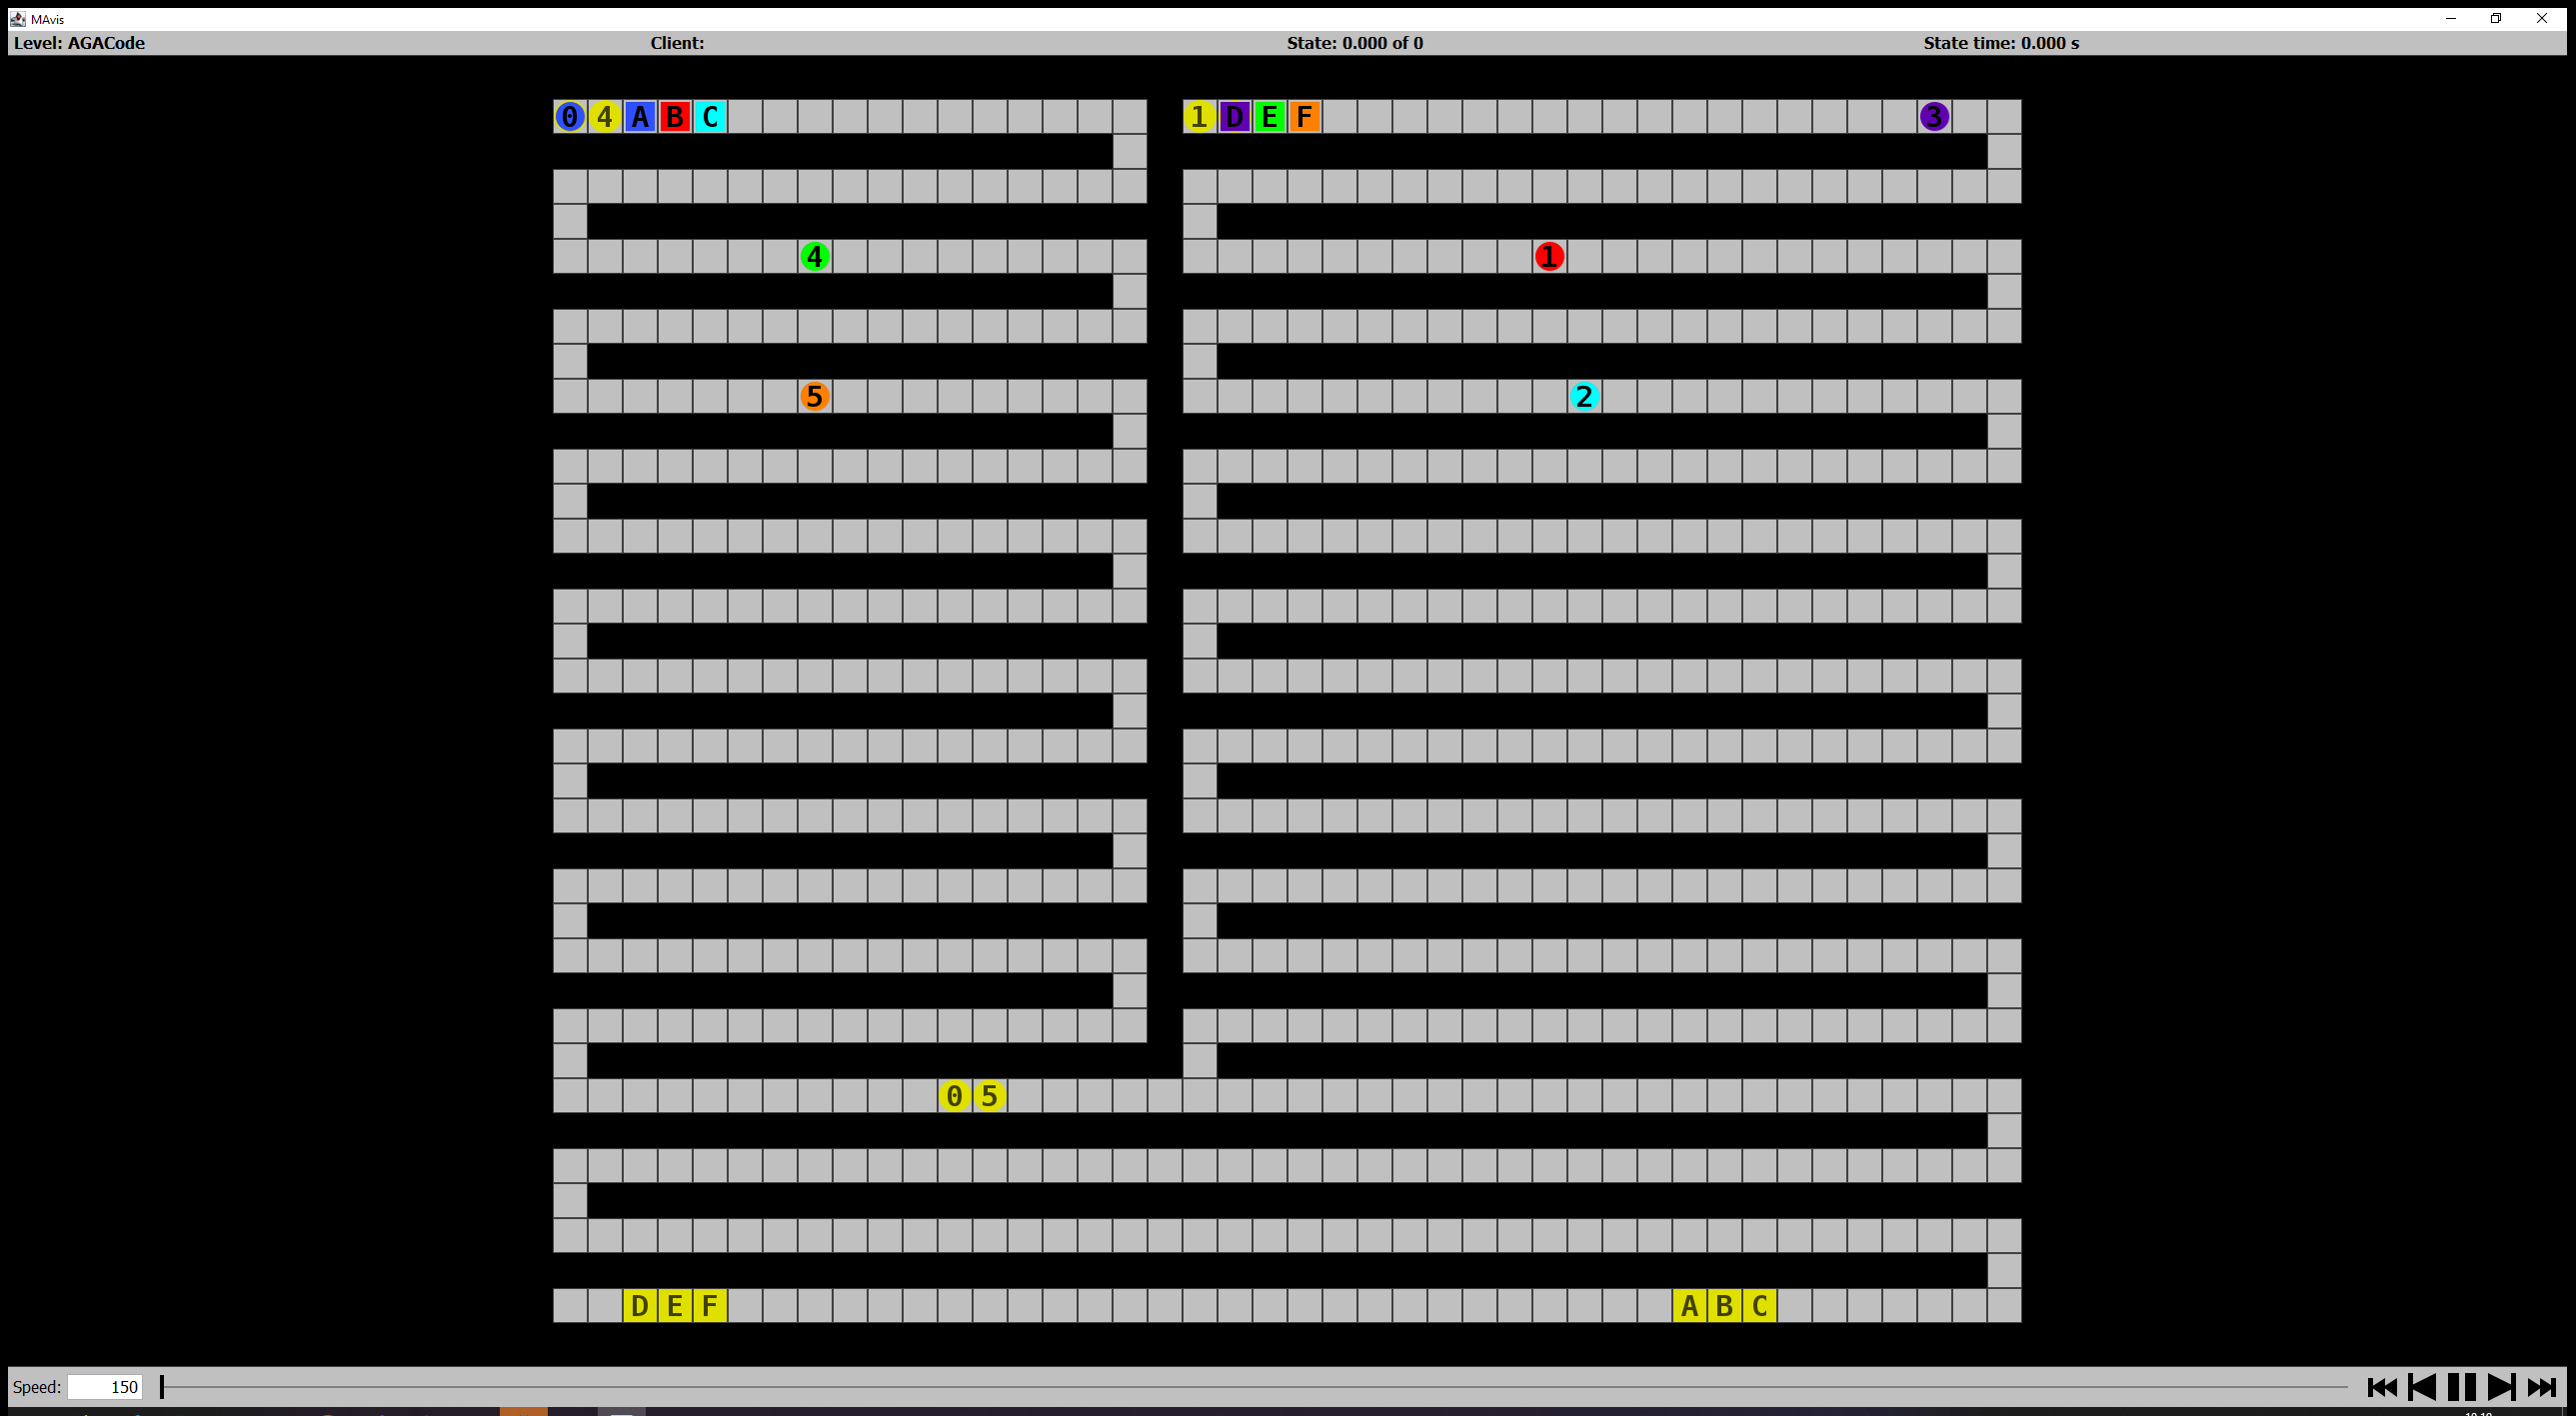 MAvis
Level: AGACode Client: State: 0.000 of 0 State time: 0.000 s
0 4 A B C 1 D E F 3
4 1
5 2
0 5
D E F A B C
Speed: 150